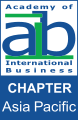 Academy of
aib
International
Business
CHAPTER
Asia Pacific